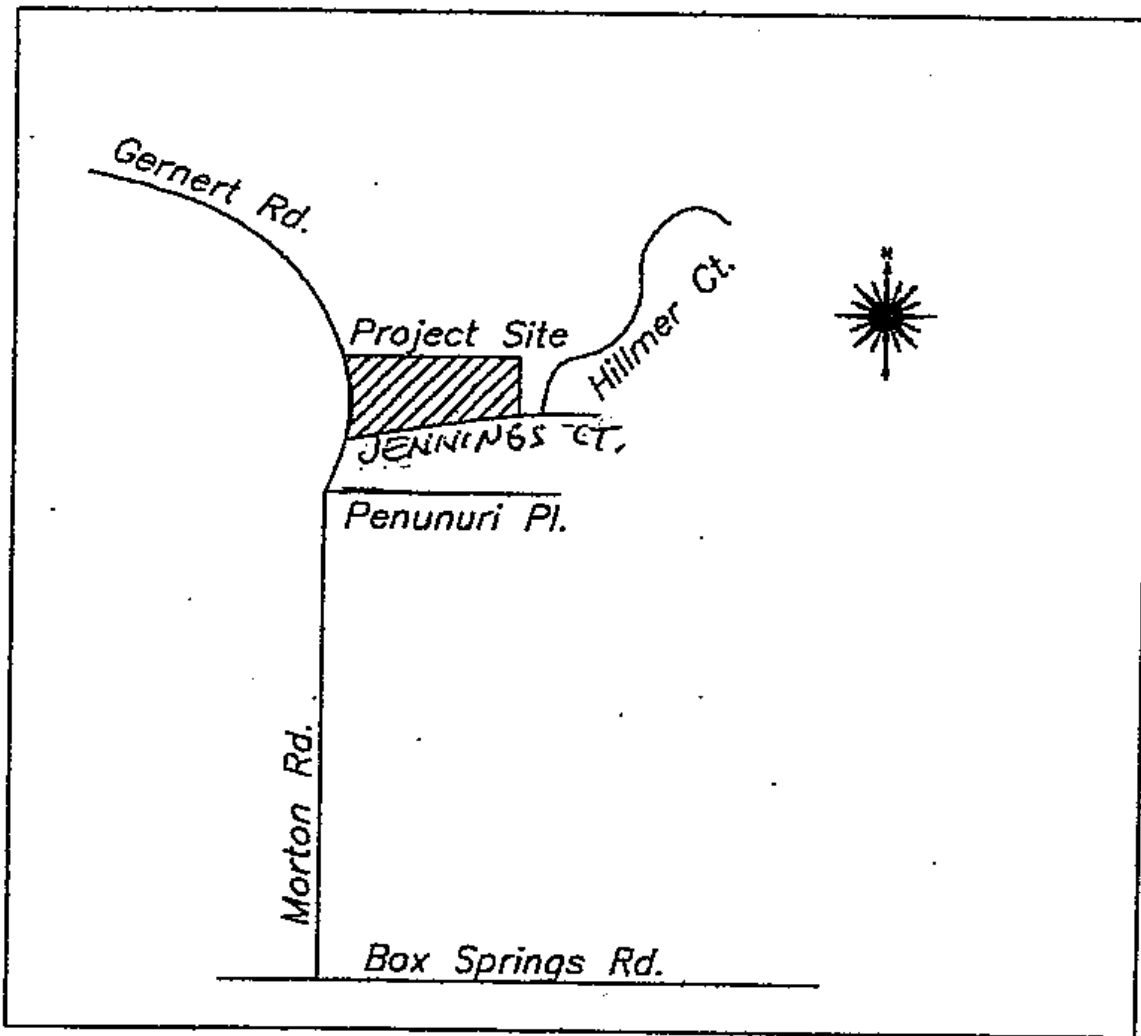 Gernert Rd.
N
Hillmer Ct.
Project Site
JENNINGS CT.
Penunuri Pl.
Morton Rd.
Box Springs Rd.